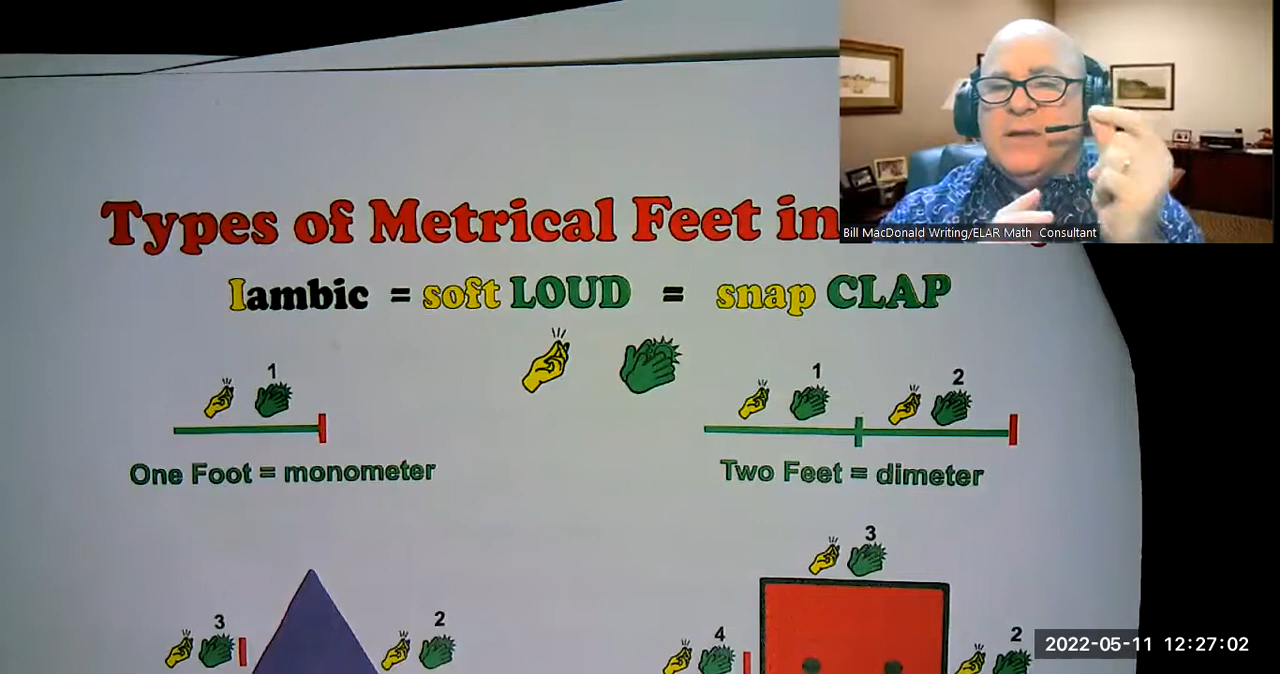 Types of Metrical Feet in
Bill MacDonald Writing/ELAR Math Consultant
Iambic = soft LOUD = snap CLAP
1
1
2
One Foot = monometer
Two Feet = dimeter
3
3
2
4
2
2022-05-11 12:27:02